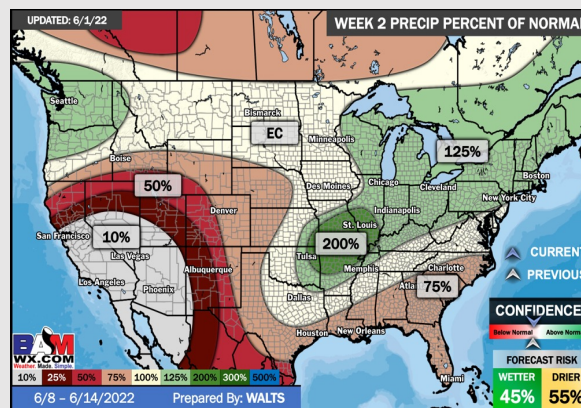 UPDATED: 6/1/22
WEEK 2 PRECIP PERCENT OF NORMAL
Seattle
Bismarck
EC
Minneapolis
125%
Boise
Boston
50%
Des Moines
Chicago
Cleveland
New York City
Denver
Indianapolis
San Francisco
10%
St. Louis
200%
Las Vegas
Tulsa
CURRENT
Los Angeles
Albuquerque
Memphis
Charlotte
PREVIOUS
Phoenix
Atla
75%
Dallas
CONFIDENCE
Houston
New Orleans
Below Normal
Above Norm
BAM
WX.COM
Weather. Made. Simple.
Miami
FORECAST RISK
10% 25% 50% 75% 100% 125% 200% 300% 500%
WETTER
DRIER
6/8 – 6/14/2022
Prepared By: WALTS
45%
55%